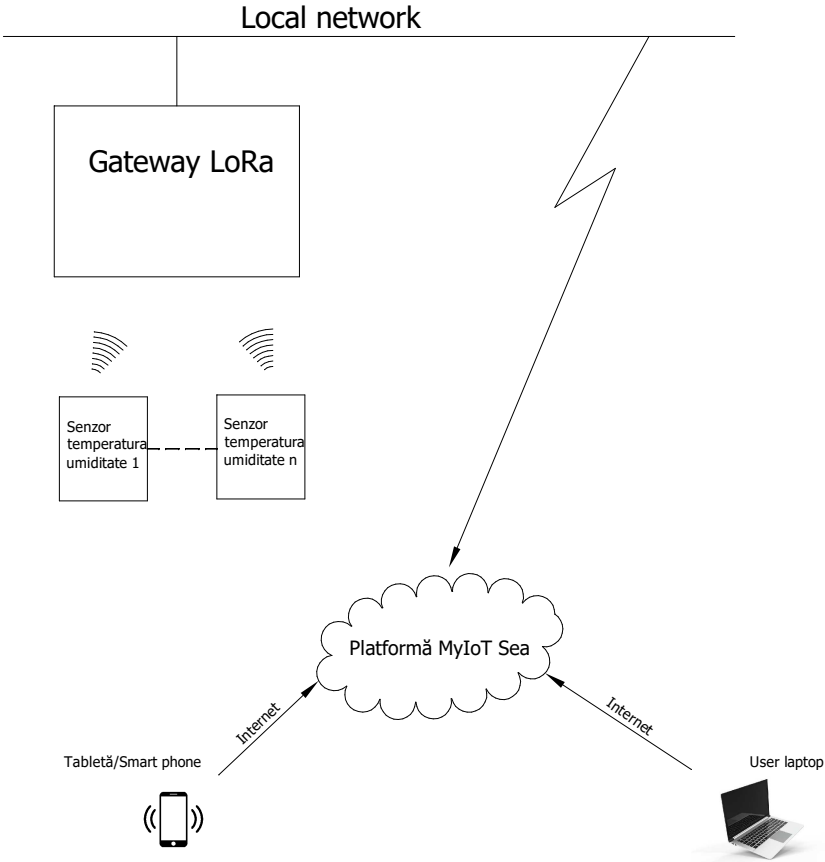 Local network
Gateway LoRa
Senzor
temperatura
umiditate 1
Senzor
temperatura
umiditate n
Platformă MyIoT Sea
Internet
Internet
Tabletă/Smart phone
User laptop